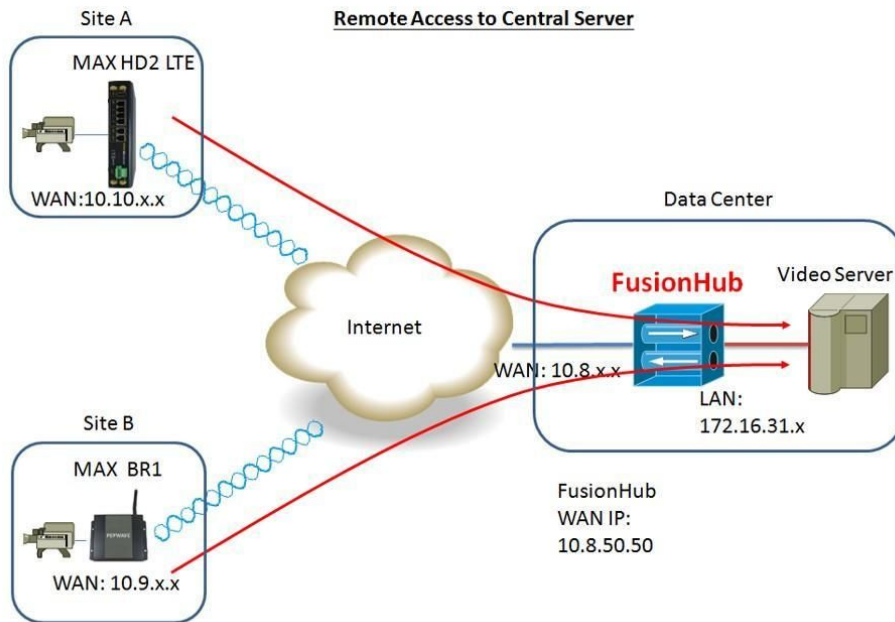 Remote Access to Central Server
Site A
MAX HD2 LTE
WAN:10.10.x.x
Internet
Data Center
FusionHub
Video Server
WAN: 10.8.x.x
LAN:
172.16.31.x
Site B
MAX BR1
PEPWAVE
WAN: 10.9.x.x
FusionHub
WAN IP:
10.8.50.50